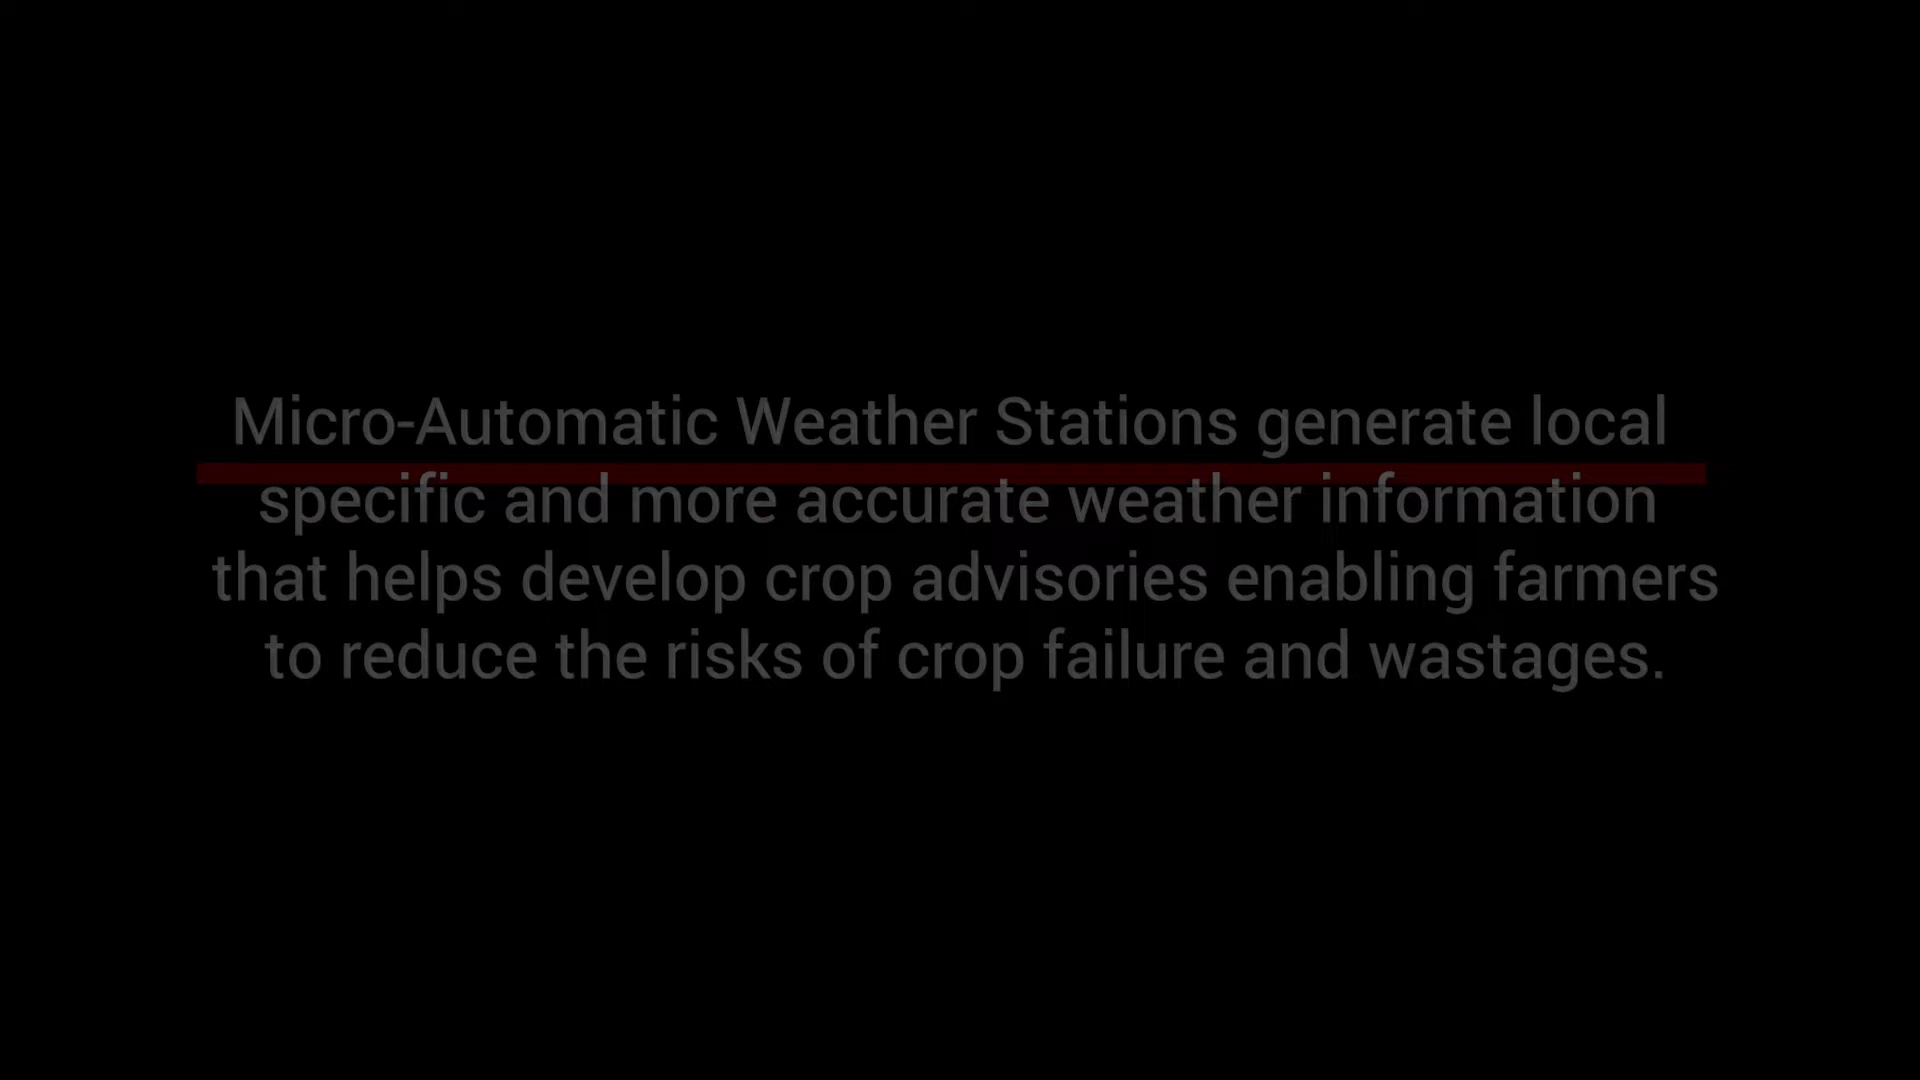 Micro-Automatic Weather Stations generate local
specific and more accurate weather information
that helps develop crop advisories enabling farmers
to reduce the risks of crop failure and wastages.